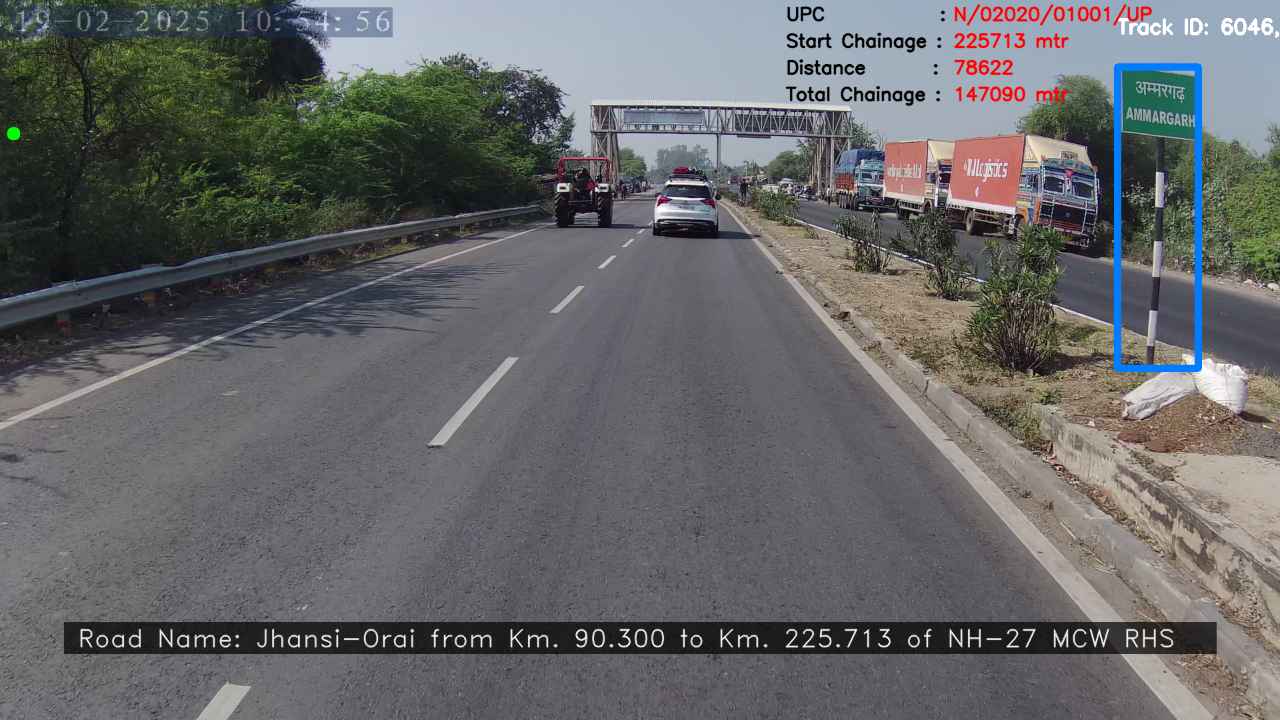 19-02-2025 10:54:56
UPC : N/02020/01001/UP
Track ID: 6046,
Start Chainage : 225713 mtr
Distance : 78622
Total Chainage : 147090 mtr
अम्मरगढ़
AMMARGARH
Logistics
Road Name: Jhansi-Orai from Km. 90.300 to Km. 225.713 of NH-27 MCW RHS